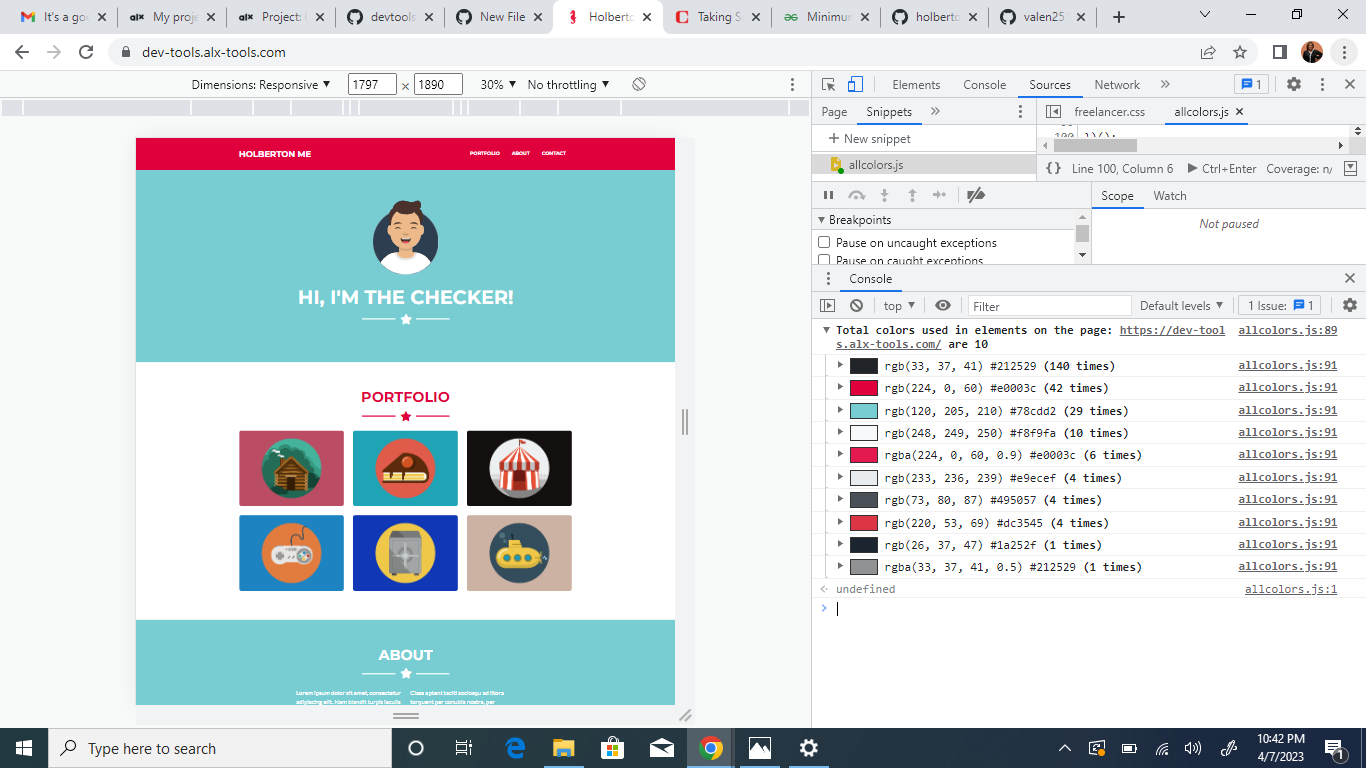 It's a goo
My proje
Project: (
devtools
New File
Holberto
Taking S
Minimum
holberto
valen25
dev-tools.alx-tools.com
Dimensions: Responsive 1797 × 1890 30% No throttling
Elements Console Sources Network » 1
Page Snippets »
freelancer.css allcolors.js
+ New snippet
100 })();
allcolors.js
{ } Line 100, Column 6 Ctrl+Enter Coverage: n/
Scope Watch
Breakpoints
Not paused
Pause on uncaught exceptions
Pause on caught exceptions
Console
top Filter Default levels 1 Issue: 1
Total colors used in elements on the page: https://dev-tool allcolors.js:89
s.alx-tools.com/ are 10
rgb(33, 37, 41) #212529 (140 times) allcolors.js:91
rgb(224, 0, 60) #e0003c (42 times) allcolors.js:91
rgb(120, 205, 210) #78cdd2 (29 times) allcolors.js:91
rgb(248, 249, 250) #f8f9fa (10 times) allcolors.js:91
rgba(224, 0, 60, 0.9) #e0003c (6 times) allcolors.js:91
rgb(233, 236, 239) #e9ecef (4 times) allcolors.js:91
rgb(73, 80, 87) #495057 (4 times) allcolors.js:91
rgb(220, 53, 69) #dc3545 (4 times) allcolors.js:91
rgb(26, 37, 47) #1a252f (1 times) allcolors.js:91
rgba(33, 37, 41, 0.5) #212529 (1 times) allcolors.js:91
undefined allcolors.js:1
HOLBERTON ME PORTFOLIO ABOUT CONTACT
HI, I'M THE CHECKER!
PORTFOLIO
ABOUT
Lorem ipsum dolor sit amet, consectetur
adipiscing elit. Nam blandit turpis iaculis
Class aptent taciti sociosqu ad litora
torquent per conubia nostra, per
Type here to search
10:42 PM
4/7/2023
1